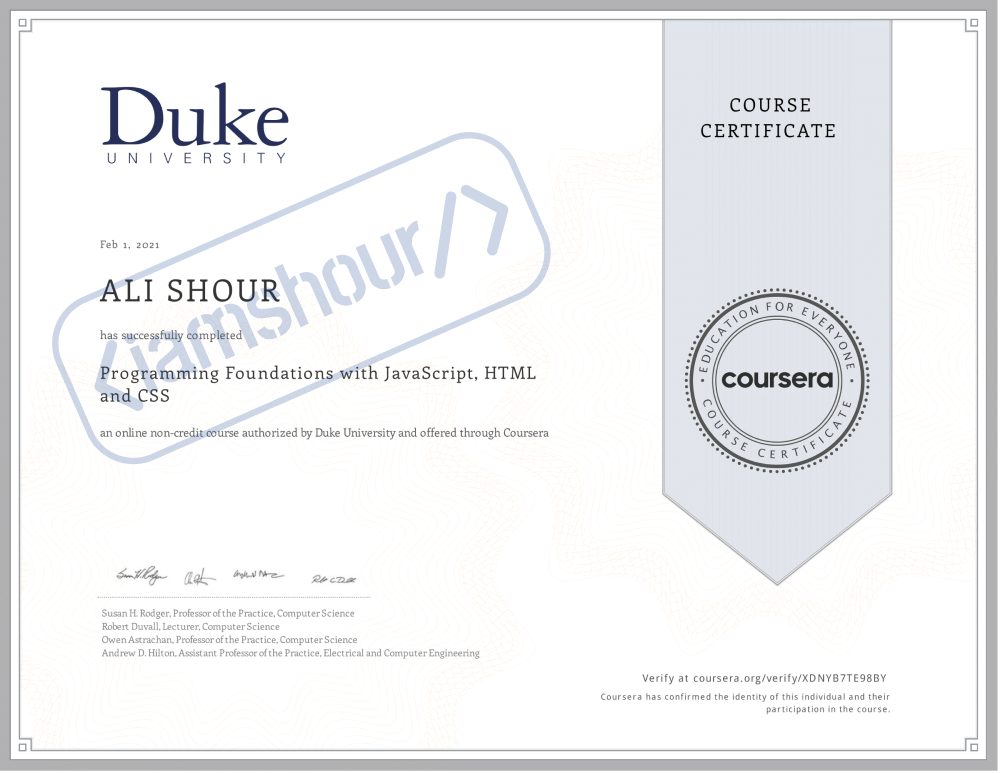 Duke
UNIVERSITY
COURSE
CERTIFICATE
Feb 1, 2021
ALI SHOUR
has successfully completed
Programming Foundations with JavaScript, HTML
and CSS
an online non-credit course authorized by Duke University and offered through Coursera
<iamshour/>
EDUCATION FOR EVERYONE
coursera
COURSE CERTIFICATE
Susan H. Rodger, Professor of the Practice, Computer Science
Robert Duvall, Lecturer, Computer Science
Owen Astrachan, Professor of the Practice, Computer Science
Andrew D. Hilton, Assistant Professor of the Practice, Electrical and Computer Engineering
Verify at coursera.org/verify/XDNYB7TE98BY
Coursera has confirmed the identity of this individual and their
participation in the course.